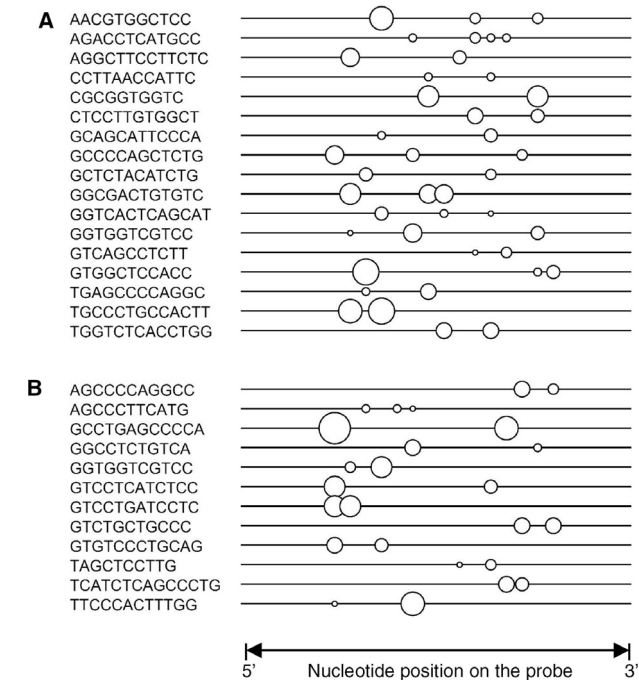 A AACGTGGCTCC
AGACCTCATGCC
AGGCTTCCTTCTC
CCTTAACCATTC
CGCGGTGGTC
CTCCTTGTGGCT
GCAGCATTCCCA
GCCCCAGCTCTG
GCTCTACATCTG
GGCGACTGTGTC
GGTCACTCAGCAT
GGTGGTCGTCC
GTCAGCCTCTT
GTGGCTCCACC
TGAGCCCCAGGC
TGCCCTGCCACTT
TGGTCTCACCTGG
B AGCCCCAGGCC
AGCCCTTCATG
GCCTGAGCCCCA
GGCCTCTGTCA
GGTGGTCGTCC
GTCCTCATCTCC
GTCCTGATCCTC
GTCTGCTGCCC
GTGTCCCTGCAG
TAGCTCCTTG
TCATCTCAGCCCTG
TTCCCACTTTGG
5’ Nucleotide position on the probe 3’